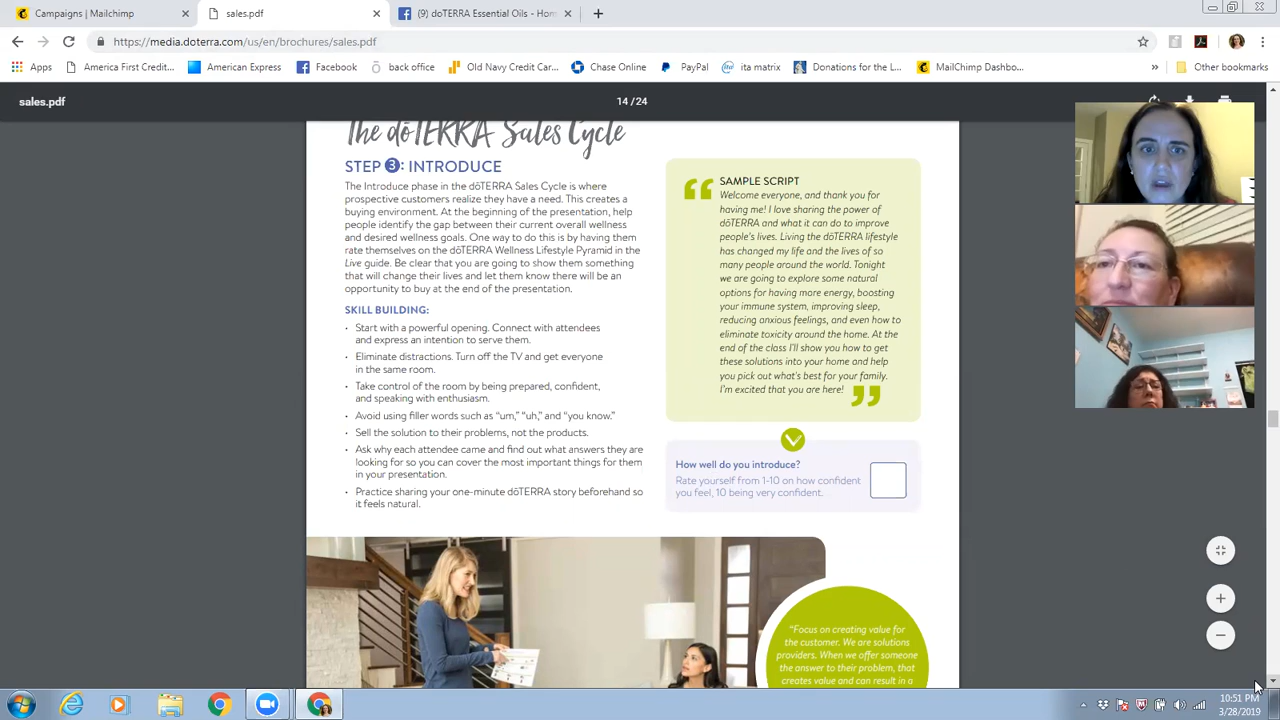 Campaigns | Mailchimp
sales.pdf
(9) doTERRA Essential Oils - Hom
https://media.doterra.com/us/en/brochures/sales.pdf
Apps
America First Credit...
American Express
Facebook
back office
Old Navy Credit Car...
Chase Online
PayPal
ita matrix
Donations for the L...
MailChimp Dashbo...
»
Other bookmarks
sales.pdf
14 / 24
The dōTERRA Sales Cycle
STEP 3: INTRODUCE
The Introduce phase in the dōTERRA Sales Cycle is where
prospective customers realize they have a need. This creates a
buying environment. At the beginning of the presentation, help
people identify the gap between their current overall wellness
and desired wellness goals. One way to do this is by having them
rate themselves on the dōTERRA Wellness Lifestyle Pyramid in the
Live guide. Be clear that you are going to show them something
that will change their lives and let them know there will be an
opportunity to buy at the end of the presentation.
SKILL BUILDING:
• Start with a powerful opening. Connect with attendees
and express an intention to serve them.
• Eliminate distractions. Turn off the TV and get everyone
in the same room.
• Take control of the room by being prepared, confident,
and speaking with enthusiasm.
• Avoid using filler words such as “um,” “uh,” and “you know.”
• Sell the solution to their problems, not the products.
• Ask why each attendee came and find out what answers they are
looking for so you can cover the most important things for them
in your presentation.
• Practice sharing your one-minute dōTERRA story beforehand so
it feels natural.
“
SAMPLE SCRIPT
Welcome everyone, and thank you for
having me! I love sharing the power of
dōTERRA and what it can do to improve
people's lives. Living the dōTERRA lifestyle
has changed my life and the lives of so
many people around the world. Tonight
we are going to explore some natural
options for having more energy, boosting
your immune system, improving sleep,
reducing anxious feelings, and even how to
eliminate toxicity around the home. At the
end of the class I'll show you how to get
these solutions into your home and help
you pick out what's best for your family.
I'm excited that you are here! ”
How well do you introduce?
Rate yourself from 1-10 on how confident
you feel, 10 being very confident.
“Focus on creating value for
the customer. We are solutions
providers. When we offer someone
the answer to their problem, that
creates value and can result in a
10:51 PM
3/28/2019